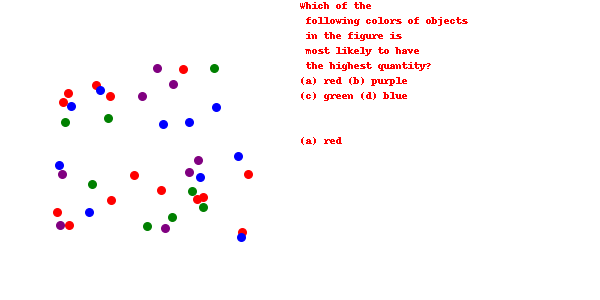 Which of the
following colors of objects
in the figure is
most likely to have
the highest quantity?
(a) red (b) purple
(c) green (d) blue
(a) red